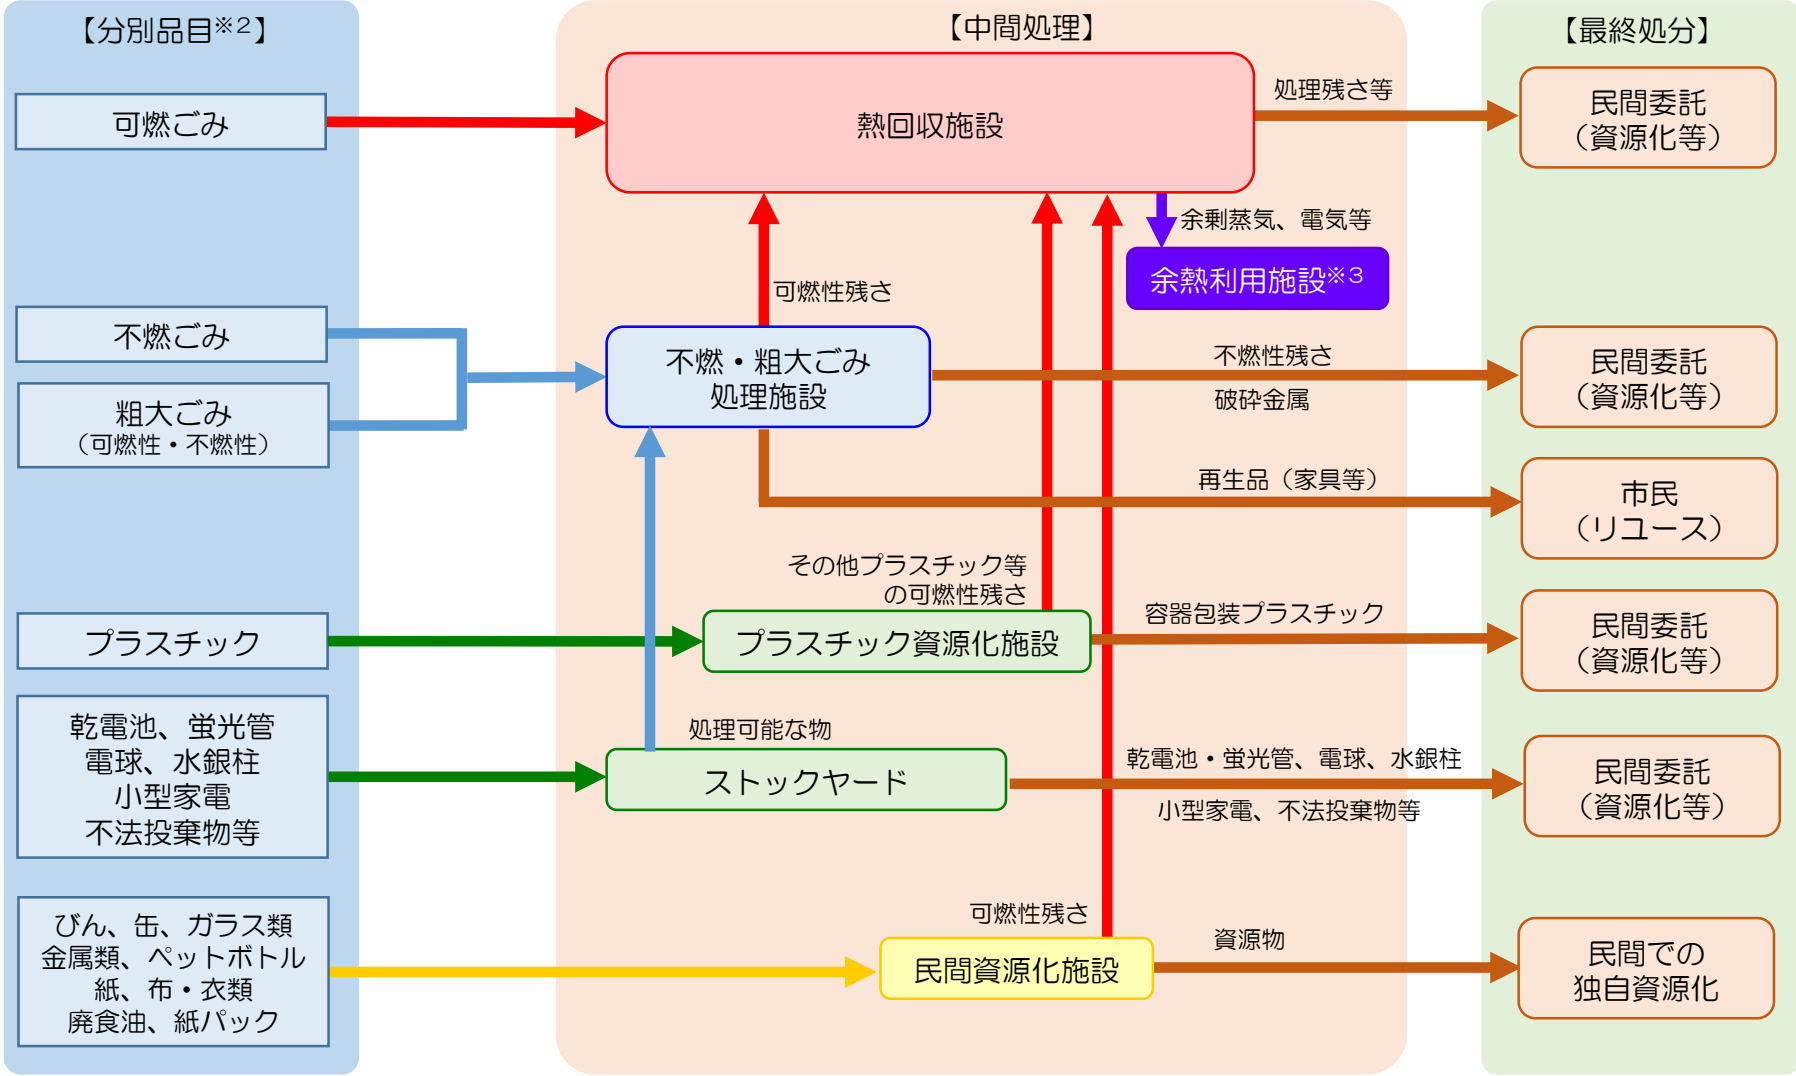 【分別品目※2】
可燃ごみ
不燃ごみ
粗大ごみ
（可燃性・不燃性）
プラスチック
乾電池、蛍光管
電球、水銀柱
小型家電
不法投棄物等
びん、缶、ガラス類
金属類、ペットボトル
紙、布・衣類
廃食油、紙パック
【中間処理】
熱回収施設
処理残さ等
余剰蒸気、電気等
余熱利用施設※3
可燃性残さ
不燃・粗大ごみ
処理施設
不燃性残さ
破砕金属
再生品（家具等）
その他プラスチック等
の可燃性残さ
プラスチック資源化施設
容器包装プラスチック
処理可能な物
ストックヤード
乾電池・蛍光管、電球、水銀柱
小型家電、不法投棄物等
可燃性残さ
民間資源化施設
資源物
【最終処分】
民間委託
（資源化等）
民間委託
（資源化等）
市民
（リユース）
民間委託
（資源化等）
民間委託
（資源化等）
民間での
独自資源化